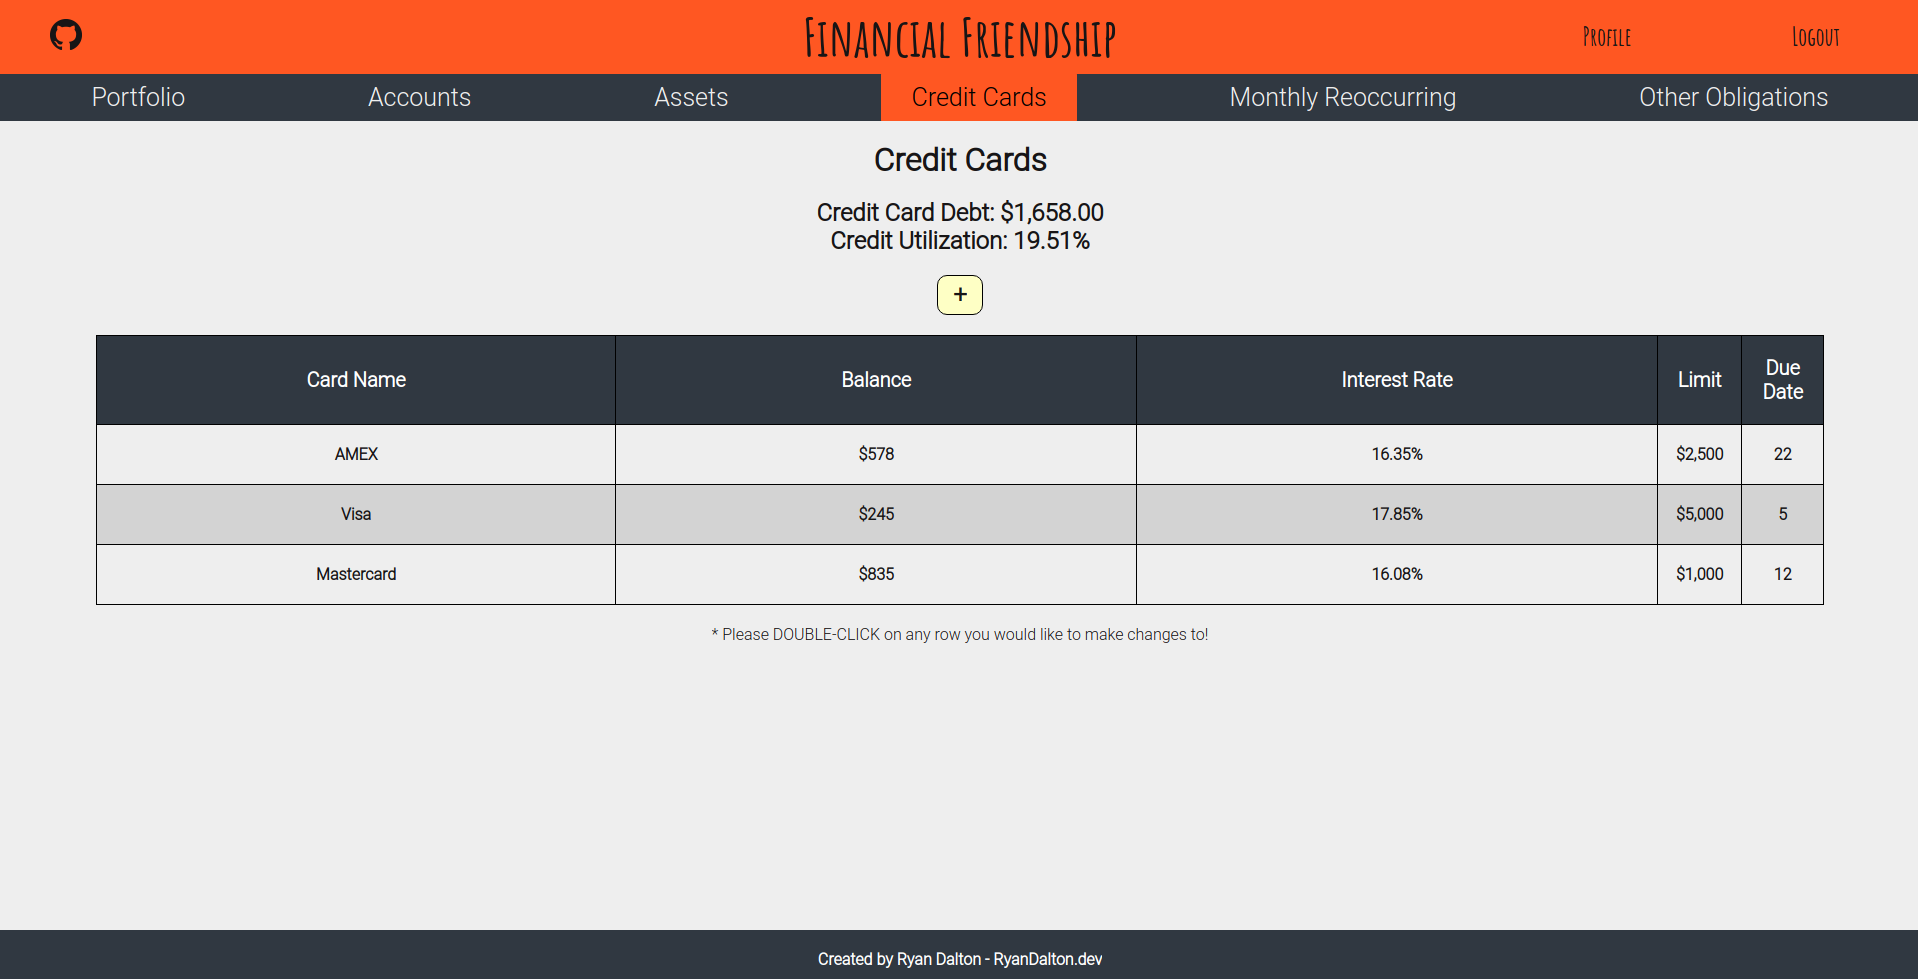 Financial Friendship
Profile
Logout
Portfolio
Accounts
Assets
Credit Cards
Monthly Reoccurring
Other Obligations
Credit Cards
Credit Card Debt: $1,658.00
Credit Utilization: 19.51%
+
Card Name
Balance
Interest Rate
Limit
Due
Date
AMEX
$578
16.35%
$2,500
22
Visa
$245
17.85%
$5,000
5
Mastercard
$835
16.08%
$1,000
12
* Please DOUBLE-CLICK on any row you would like to make changes to!
Created by Ryan Dalton - RyanDalton.dev